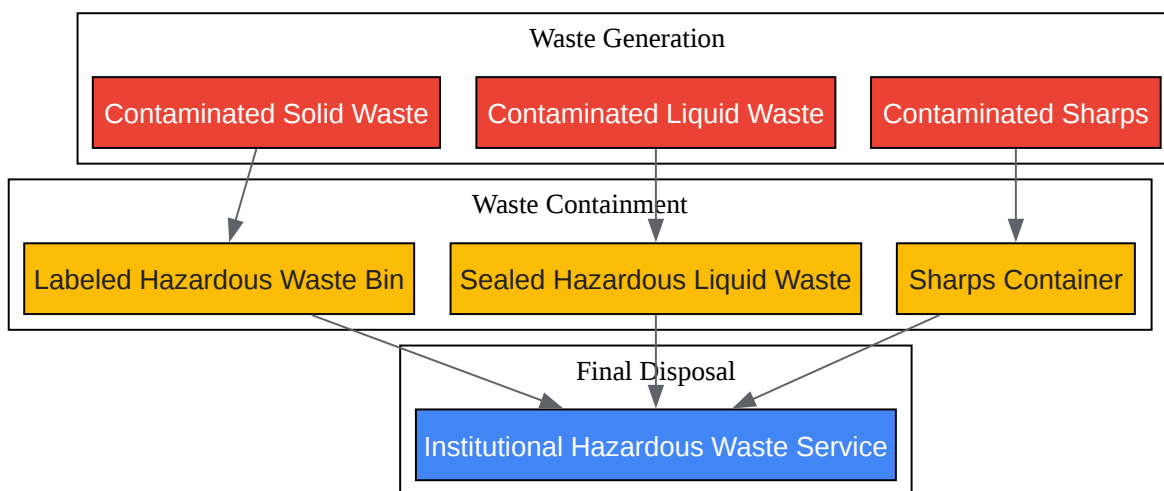 Waste Generation
Contaminated Solid Waste
Contaminated Liquid Waste
Contaminated Sharps
Waste Containment
Labeled Hazardous Waste Bin
Sealed Hazardous Liquid Waste
Sharps Container
Final Disposal
Institutional Hazardous Waste Service